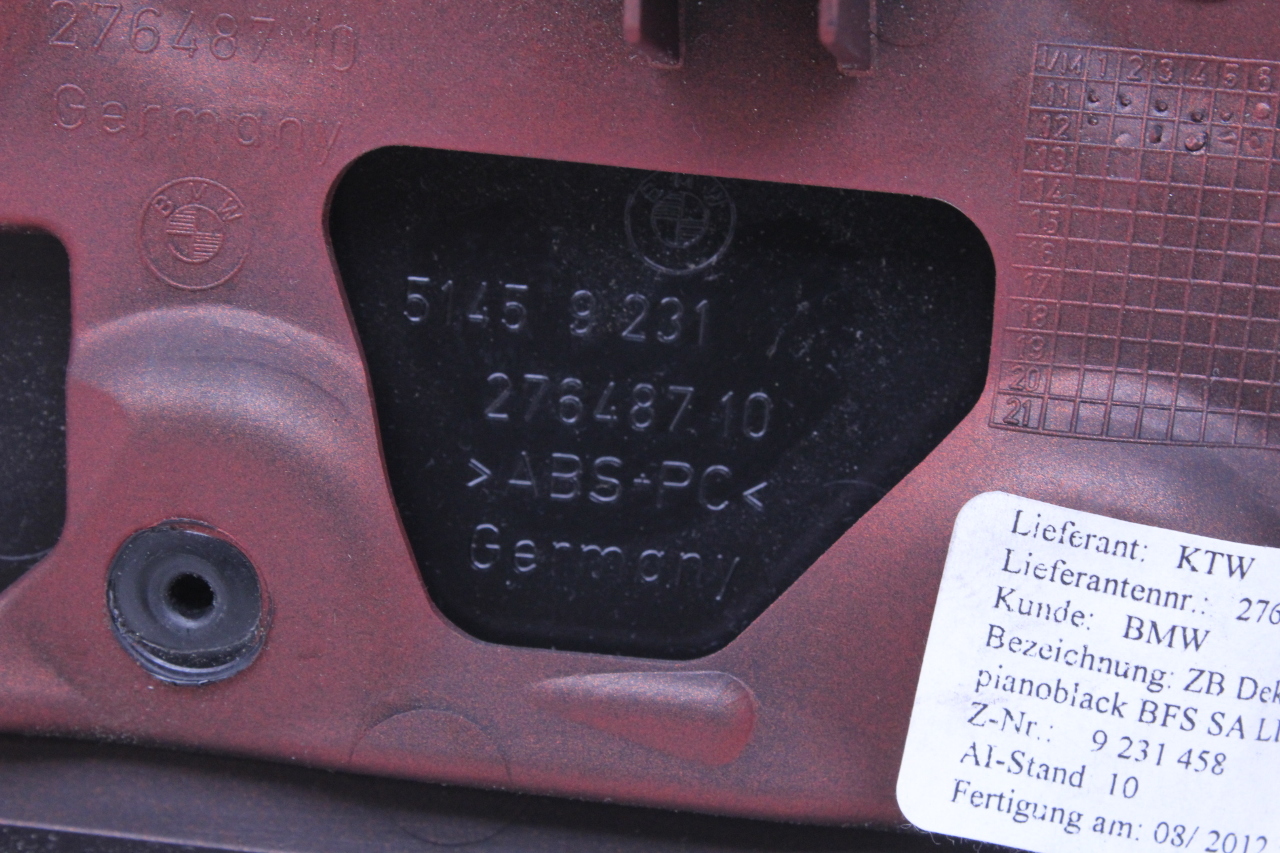 276487 10
Germany
BMW
BMW
5145 9 231
276487 10
>ABS+PC<
Germany
1 2 3 4 5 6
11
12
13
14
15
16
17
18
19
20
21
Lieferant: KTW
Lieferantennr.: 276
Kunde: BMW
Bezeichnung: ZB Dek
pianoblack BFS SA
Z-Nr.: 9 231 458
AI-Stand 10
Fertigung am: 08/ 2012